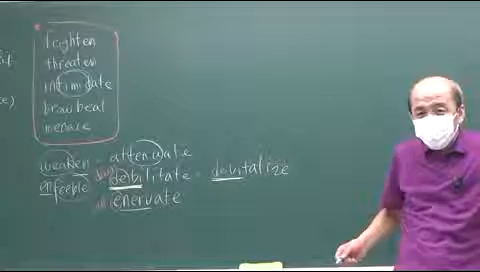 frighten
threaten
intimidate
browbeat
menace
weaken - attenuate
enfeeble debilitate - devitalize
enervate